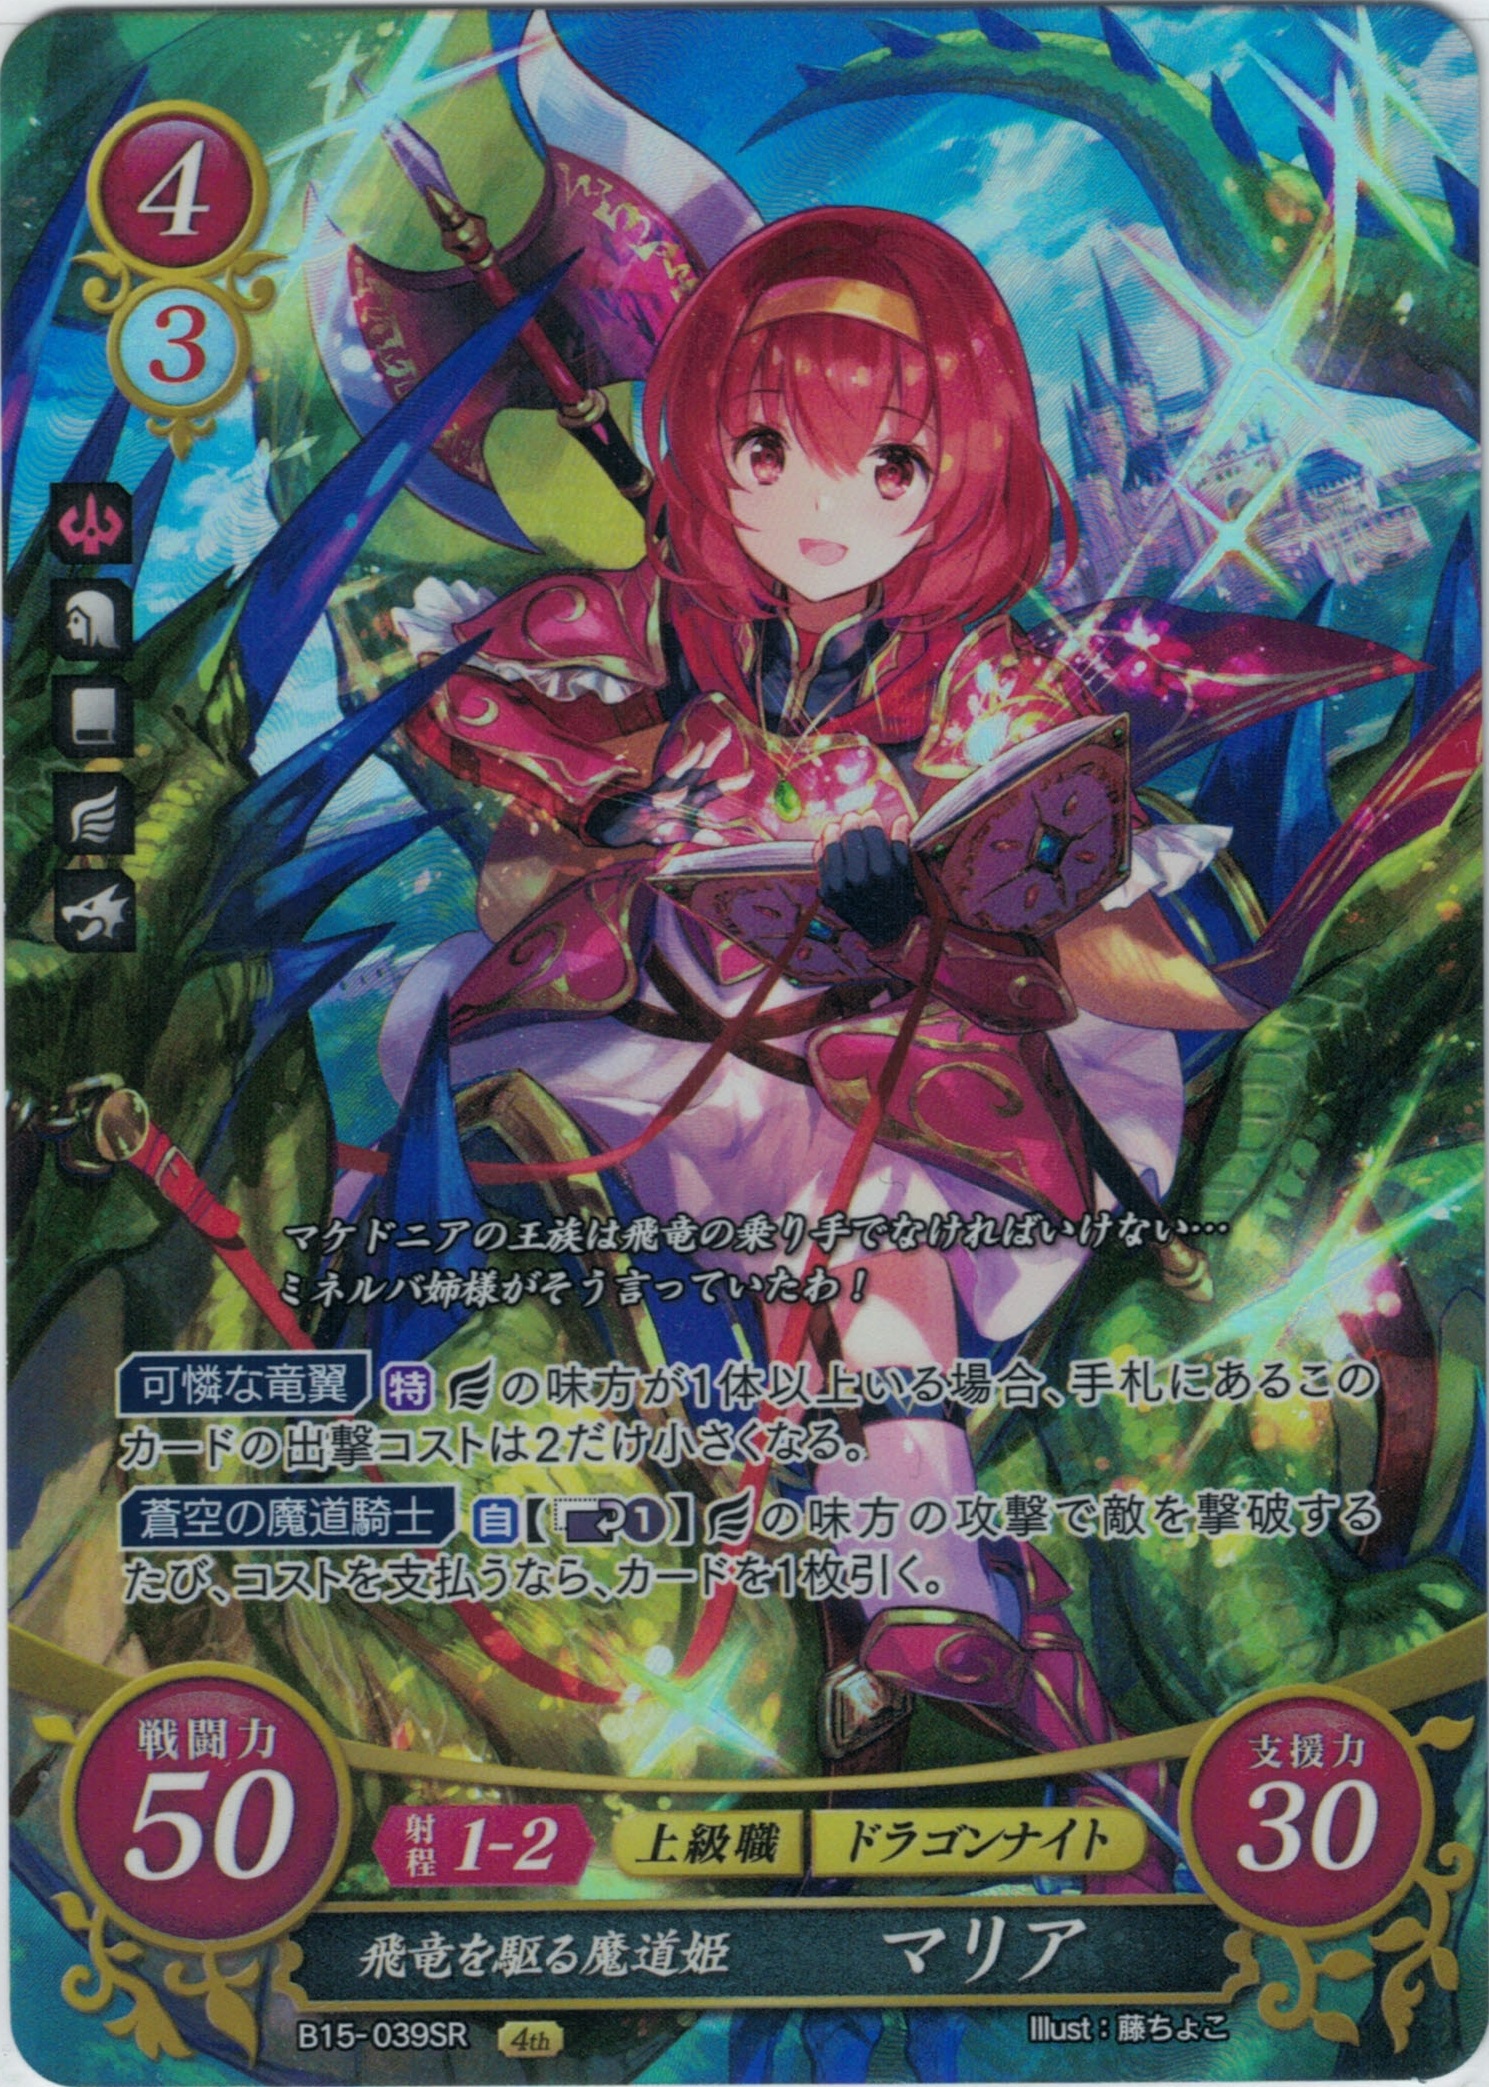 4
3
マケドニアの王族は飛竜の乗り手でなければいけない…
ミネルバ姉様がそう言っていたわ！
可憐な竜翼 特 の味方が1体以上いる場合、手札にあるこの
カードの出撃コストは2だけ小さくなる。
蒼空の魔道騎士 自【1】の味方の攻撃で敵を撃破する
たび、コストを支払うなら、カードを1枚引く。
戦闘力
50
射程 1-2
上級職
ドラゴンナイト
支援力
30
飛竜を駆る魔道姫 マリア
B15-039SR 4th
Illust：藤ちょこ